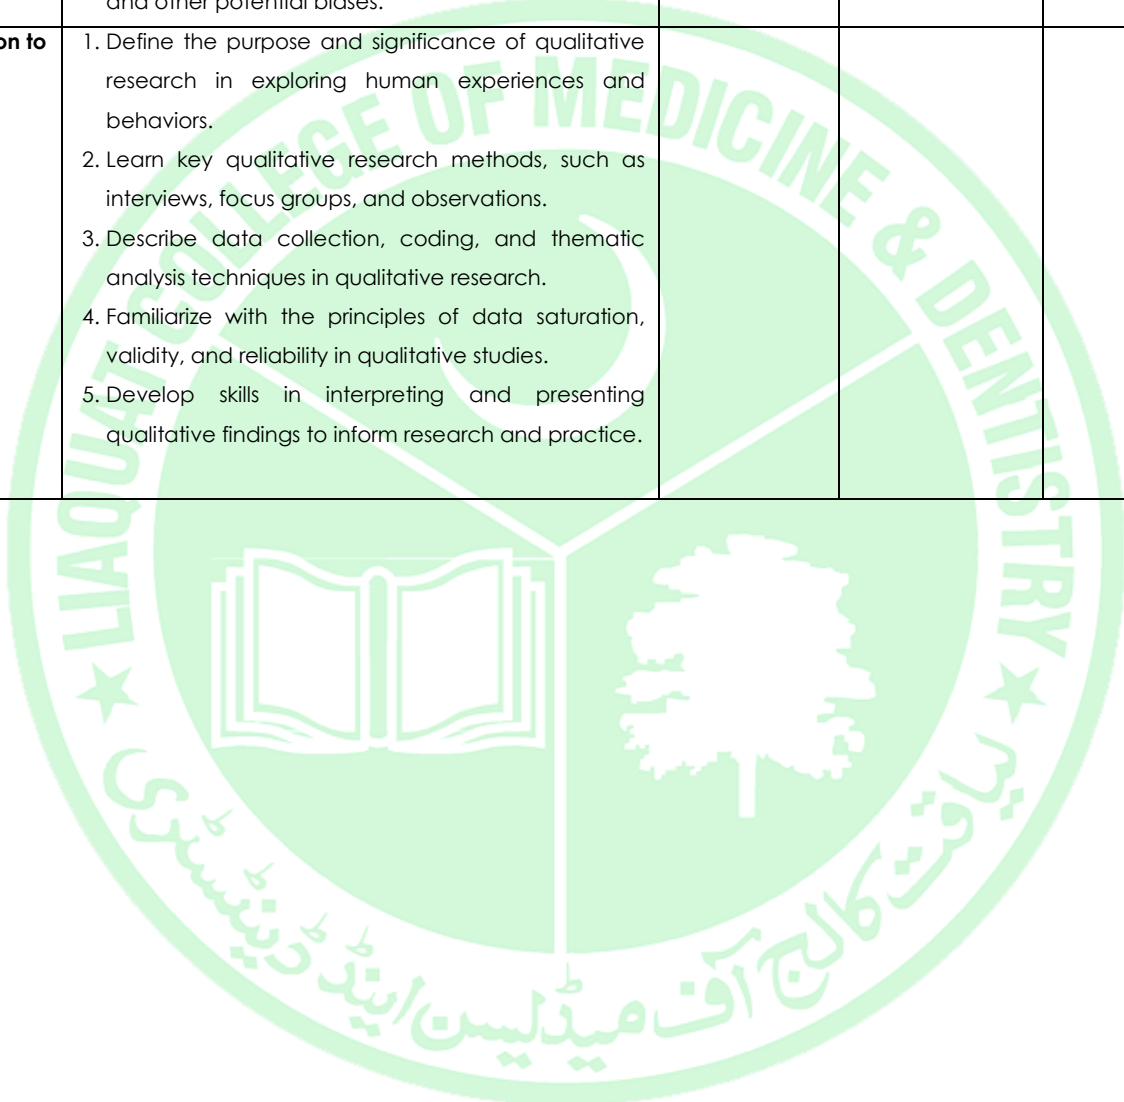 and other potential biases.
on to
1. Define the purpose and significance of qualitative
research in exploring human experiences and
behaviors.
2. Learn key qualitative research methods, such as
interviews, focus groups, and observations.
3. Describe data collection, coding, and thematic
analysis techniques in qualitative research.
4. Familiarize with the principles of data saturation,
validity, and reliability in qualitative studies.
5. Develop skills in interpreting and presenting
qualitative findings to inform research and practice.
LIAQUAT COLLEGE OF MEDICINE & DENTISTRY
لیاقت کالج آف میڈیسن اینڈ ڈینٹسٹری